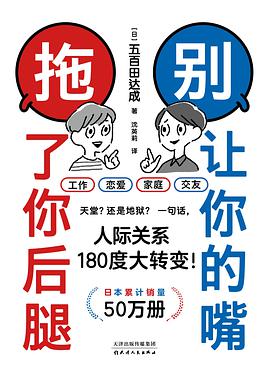 别让你的嘴
拖了你后腿
[日] 五百田达成 著
沈英莉 译
工作 恋爱 家庭 交友
天堂？还是地狱？一句话，
人际关系
180度大转变！
日本累计销量
50万册
天津出版传媒集团
天津人民出版社